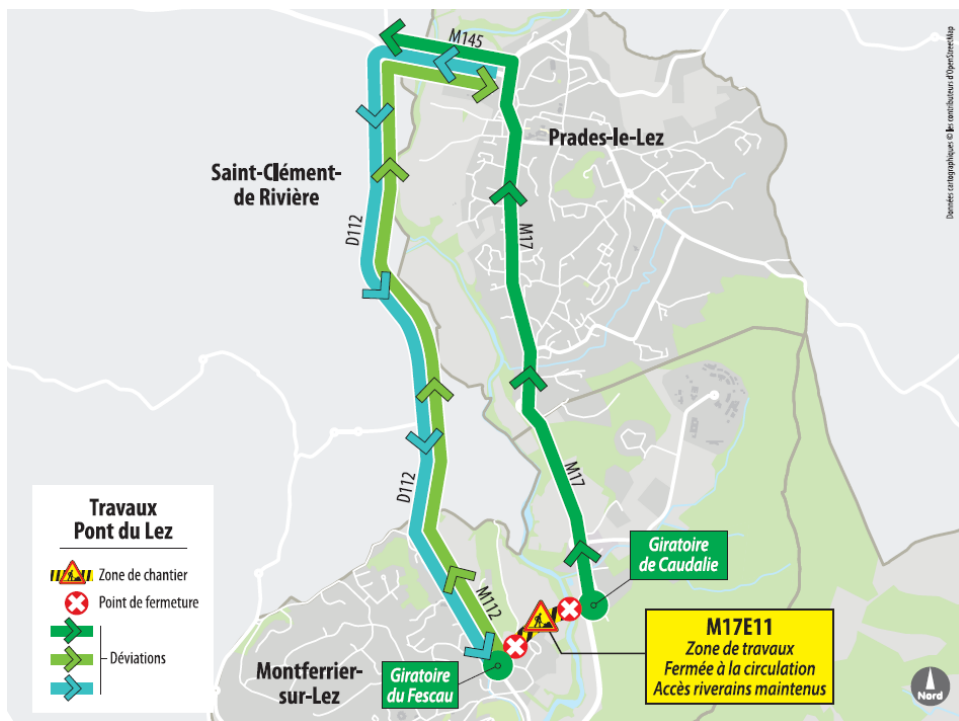 M145
Prades-le-Lez
Saint-Clément-
de Rivière
D112
M17
M17
D112
M112
Giratoire
de Caudalie
M17E11
Zone de travaux
Fermée à la circulation
Accès riverains maintenus
Montferrier-
sur-Lez
Giratoire
du Fescau
Travaux
Pont du Lez
Zone de chantier
Point de fermeture
Déviations
Nord
Données cartographiques © les contributeurs d'OpenStreetMap